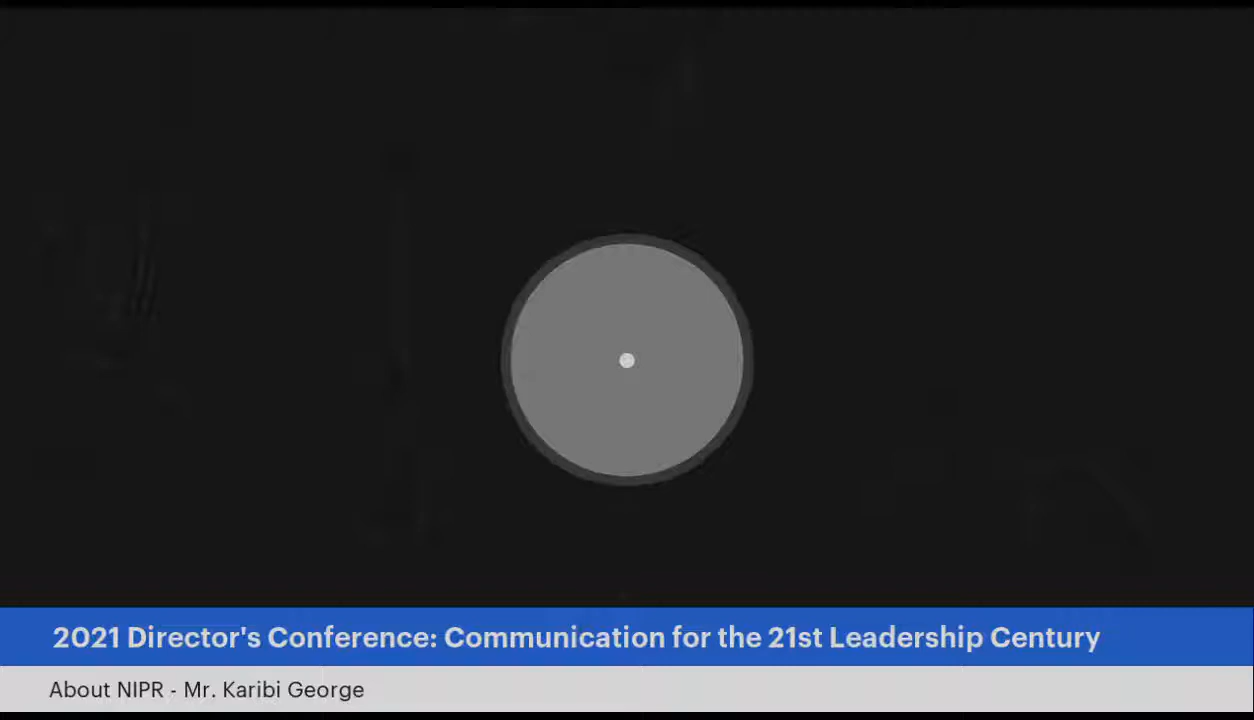 2021 Director's Conference: Communication for the 21st Leadership Century
About NIPR - Mr. Karibi George